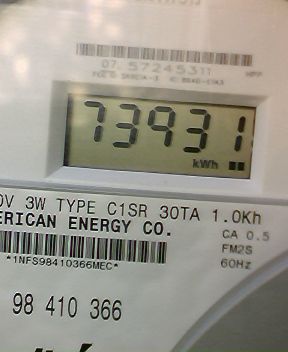 07 57245311
73931
kWh
0V 3W TYPE C1SR 30TA 1.0Kh
ERICAN ENERGY CO.
CA 0.5
FM2S
60Hz
*1NFS98410366MEC*
98 410 366